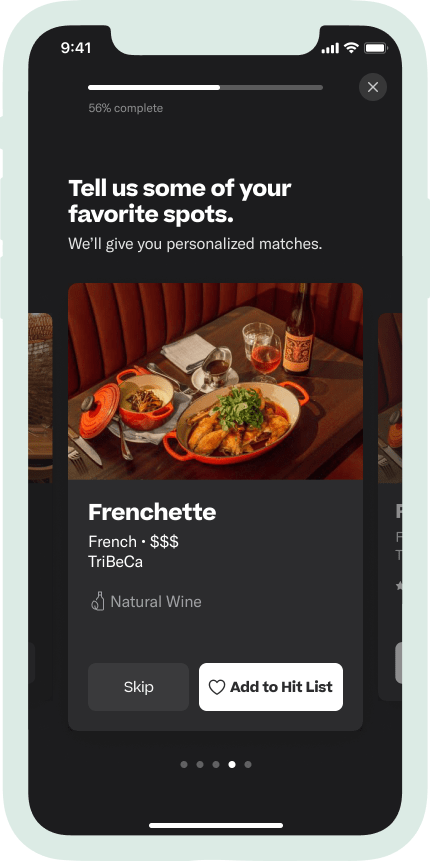 9:41
56% complete
Tell us some of your
favorite spots.
We'll give you personalized matches.
Frenchette
French • $$$
TriBeCa
Natural Wine
Skip
Add to Hit List